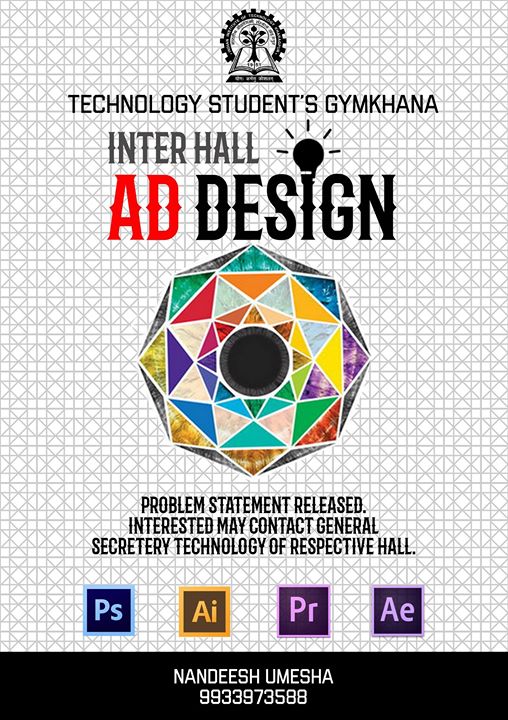 TECHNOLOGY STUDENT'S GYMKHANA
INTER HALL
AD DESIGN
PROBLEM STATEMENT RELEASED.
INTERESTED MAY CONTACT GENERAL
SECRETERY TECHNOLOGY OF RESPECTIVE HALL.
Ps Ai Pr Ae
NANDEESH UMESHA
9933973588